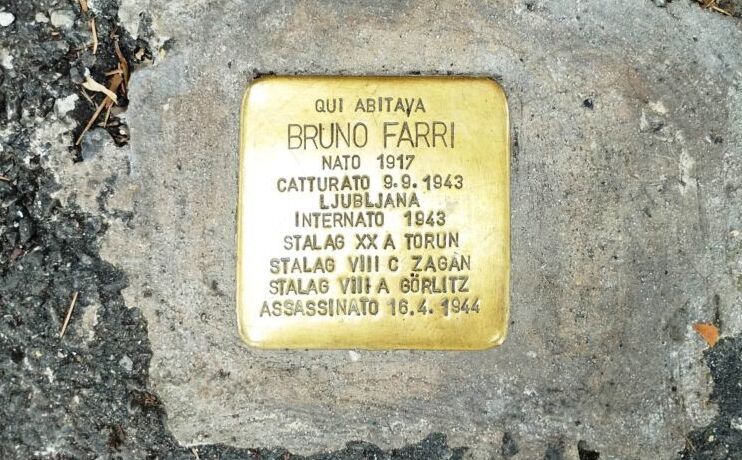 QUI ABITAVA
BRUNO FARRI
NATO 1917
CATTURATO 9.9.1943
LJUBLJANA
INTERNATO 1943
STALAG XX A TORUN
STALAG VIII C ZAGAN
STALAG VIII A GÖRLITZ
ASSASSINATO 16.4.1944